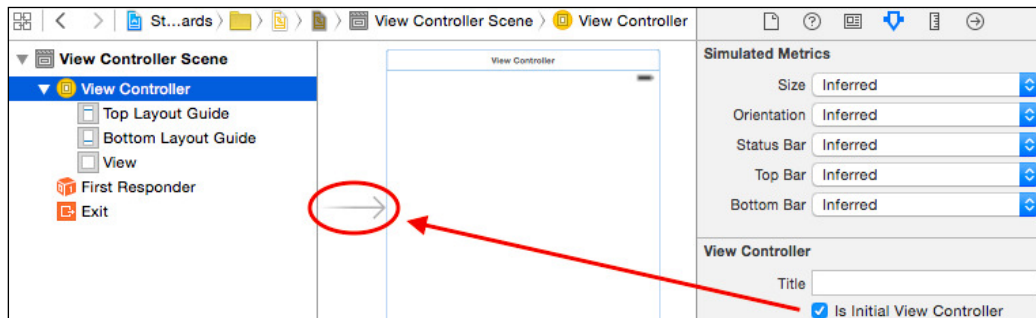 St...ards View Controller Scene View Controller
View Controller Scene
View Controller
Top Layout Guide
Bottom Layout Guide
View
First Responder
Exit
View Controller
Simulated Metrics
Size Inferred
Orientation Inferred
Status Bar Inferred
Top Bar Inferred
Bottom Bar Inferred
View Controller
Title
Is Initial View Controller